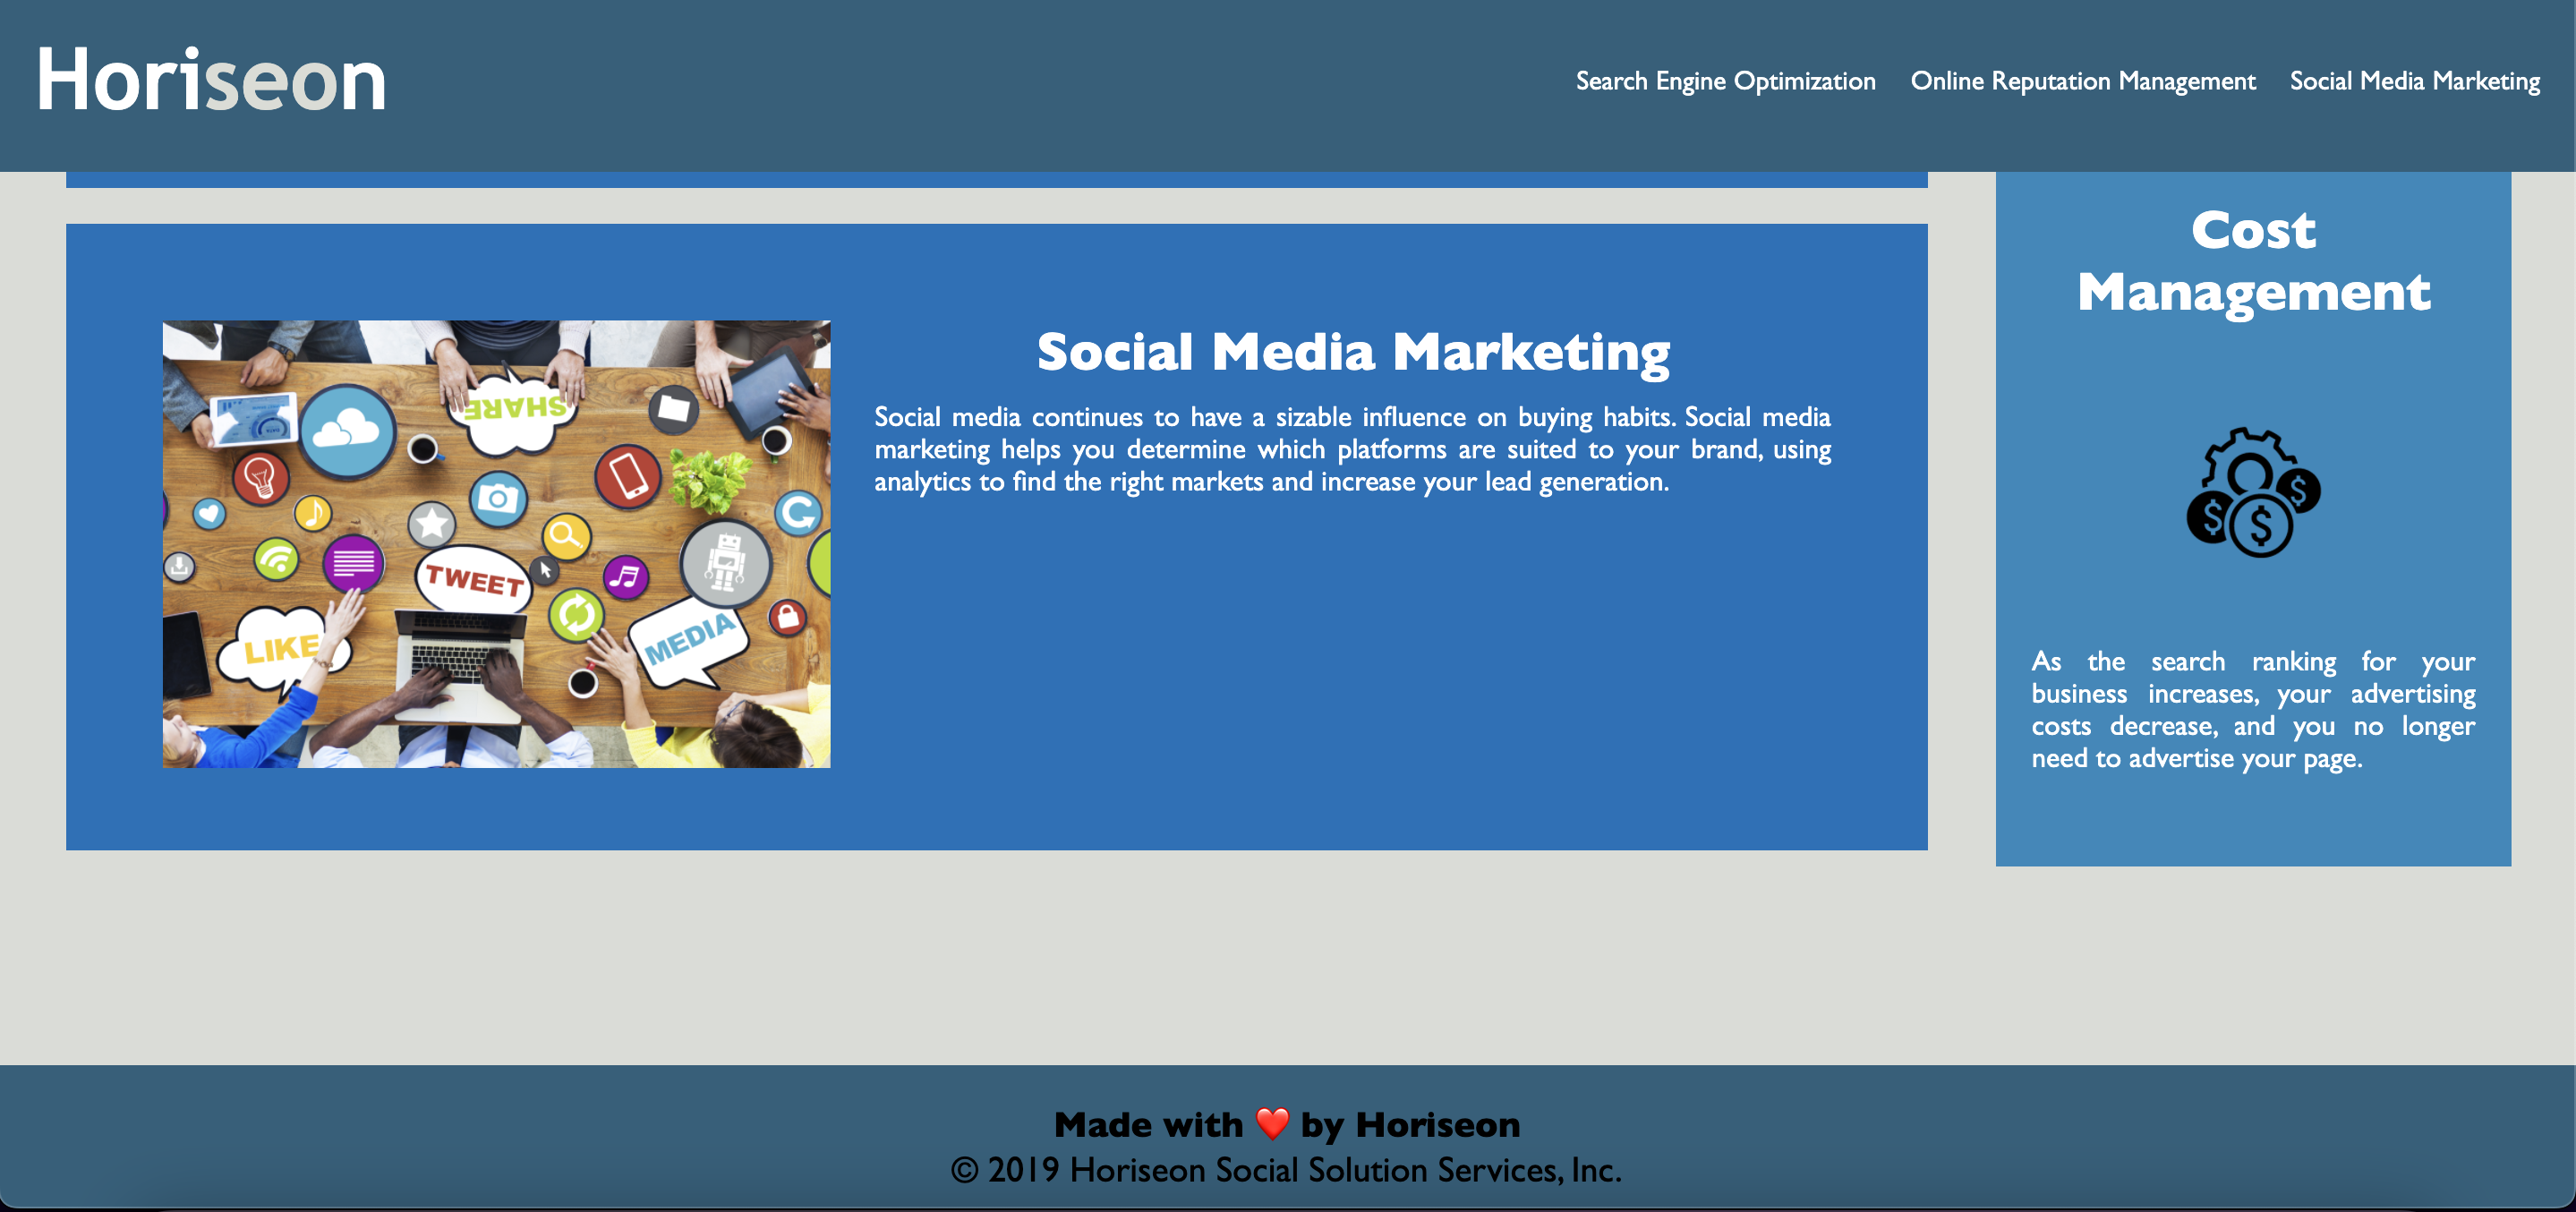 Horiseon
Search Engine Optimization Online Reputation Management Social Media Marketing
SHARE
TWEET
LIKE
MEDIA
Social Media Marketing
Social media continues to have a sizable influence on buying habits. Social media
marketing helps you determine which platforms are suited to your brand, using
analytics to find the right markets and increase your lead generation.
Cost
Management
$ $ $
As the search ranking for your
business increases, your advertising
costs decrease, and you no longer
need to advertise your page.
Made with ❤️ by Horiseon
© 2019 Horiseon Social Solution Services, Inc.